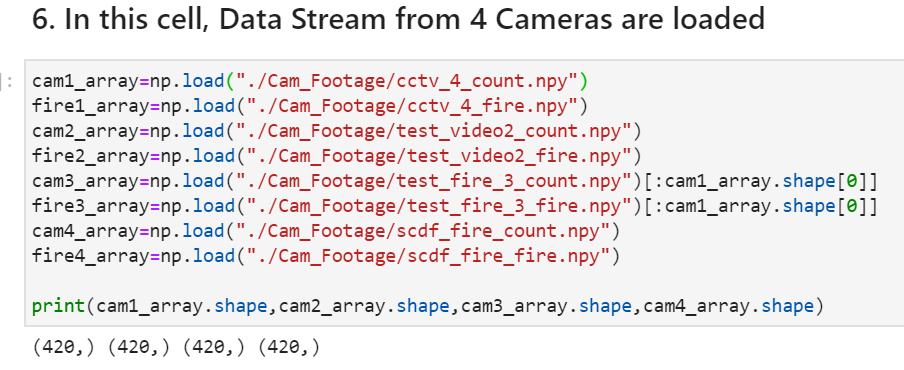 6. In this cell, Data Stream from 4 Cameras are loaded
]:
cam1_array=np.load("./Cam_Footage/cctv_4_count.npy")
fire1_array=np.load("./Cam_Footage/cctv_4_fire.npy")
cam2_array=np.load("./Cam_Footage/test_video2_count.npy")
fire2_array=np.load("./Cam_Footage/test_video2_fire.npy")
cam3_array=np.load("./Cam_Footage/test_fire_3_count.npy")[:cam1_array.shape[0]]
fire3_array=np.load("./Cam_Footage/test_fire_3_fire.npy")[:cam1_array.shape[0]]
cam4_array=np.load("./Cam_Footage/scdf_fire_count.npy")
fire4_array=np.load("./Cam_Footage/scdf_fire_fire.npy")
print(cam1_array.shape,cam2_array.shape,cam3_array.shape,cam4_array.shape)
(420,) (420,) (420,) (420,)